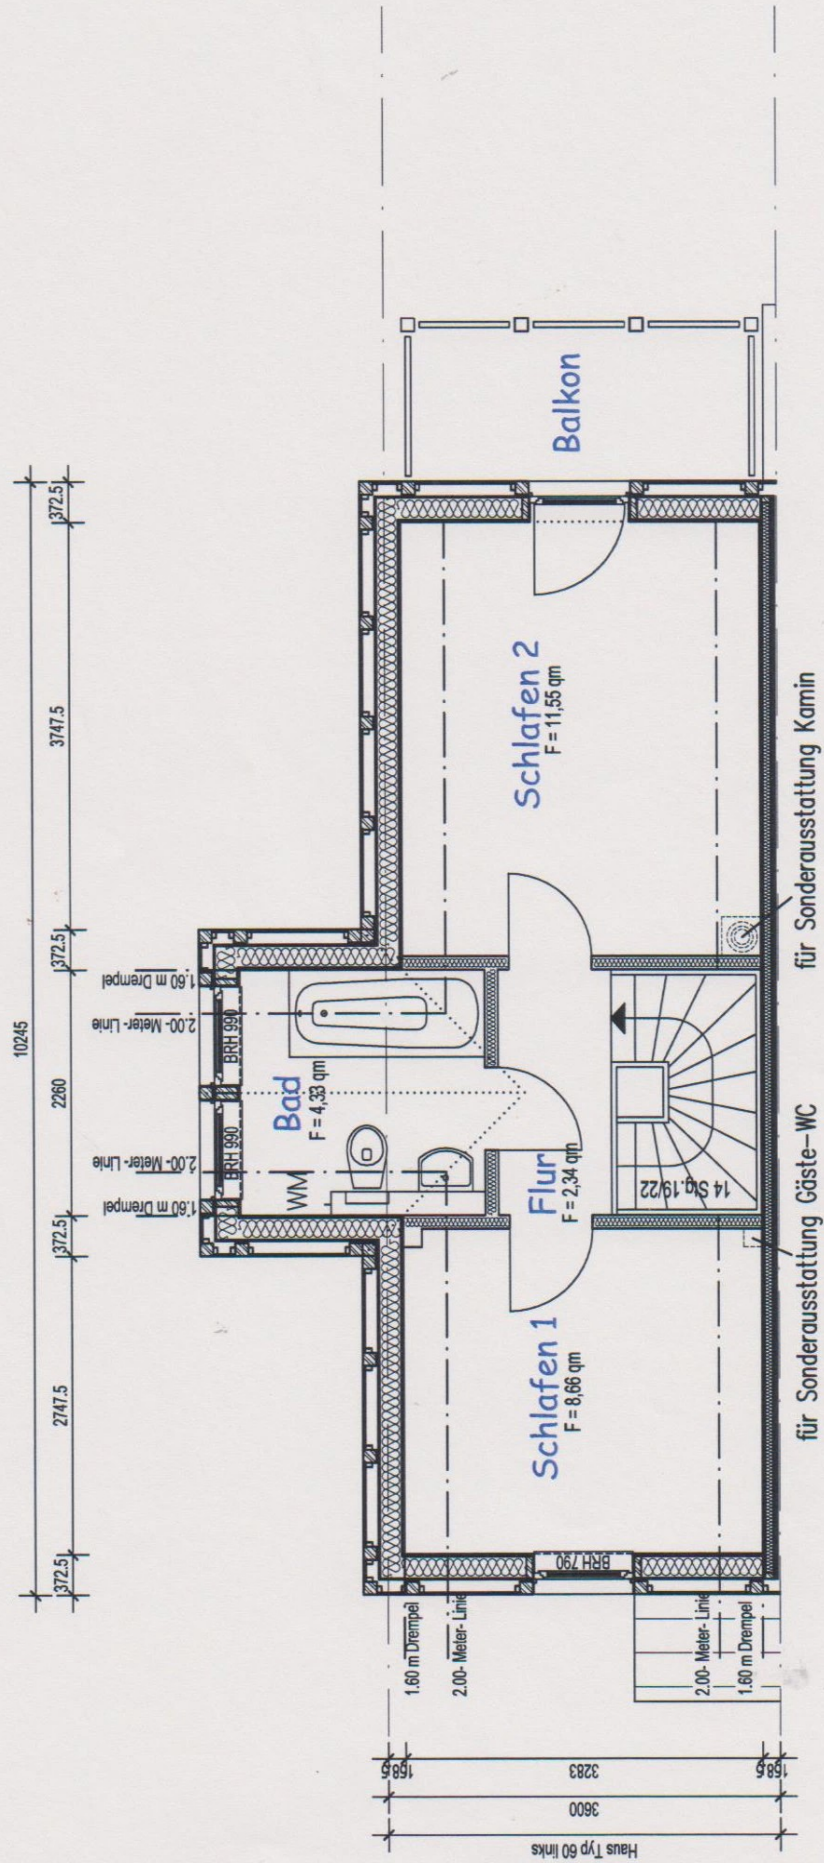 10245
372.5
2747.5
372.5
2260
372.5
3747.5
372.5
1.60 m Drempel
2.00- Meter- Linie
2.00- Meter- Linie
1.60 m Drempel
BRH 990
BRH 990
WM
Bad
F = 4,33 qm
Schlafen 1
F = 8,66 qm
Flur
F = 2,34 qm
Schlafen 2
F = 11,55 qm
Balkon
BRH 790
14 Stg.19/22
1.60 m Drempel
2.00- Meter- Linie
2.00- Meter- Linie
1.60 m Drempel
Haus Typ 60 links
3600
158.5
3283
158.5
für Sonderausstattung Gäste-WC
für Sonderausstattung Kamin